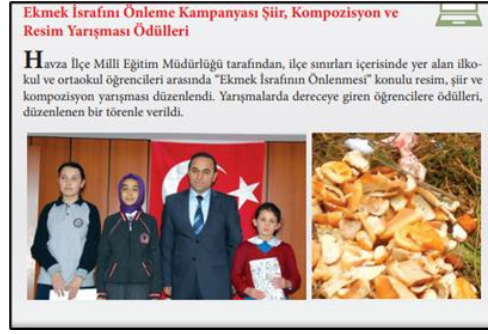 Ekmek İsrafını Önleme Kampanyası Şiir, Kompozisyon ve
Resim Yarışması Ödülleri
Havza İlçe Milli Eğitim Müdürlüğü tarafından, ilçe sınırları içerisinde yer alan ilko-
kul ve ortaokul öğrencileri arasında “Ekmek İsrafının Önlenmesi” konulu resim, şiir ve
kompozisyon yarışması düzenlendi. Yarışmalarda dereceye giren öğrencilere ödülleri,
düzenlenen bir törenle verildi.